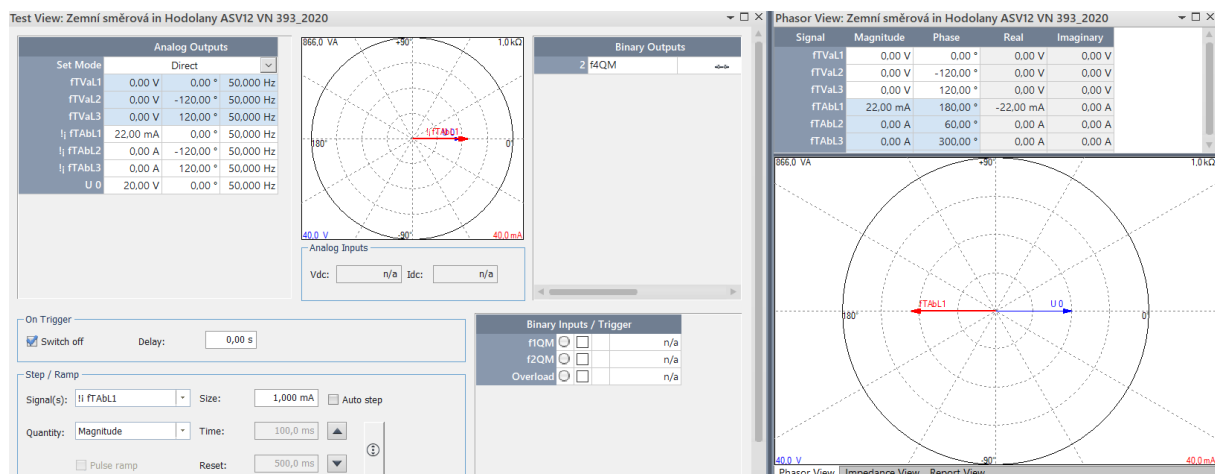 Test View: Zemní směrová in Hodolany ASV12 VN 393_2020
Analog Outputs
Set Mode Direct
fTVaL1 0,00 V 0,00 ° 50,000 Hz
fTVaL2 0,00 V -120,00 ° 50,000 Hz
fTVaL3 0,00 V 120,00 ° 50,000 Hz
!¡ fTAbL1 22,00 mA 0,00 ° 50,000 Hz
!¡ fTAbL2 0,00 A -120,00 ° 50,000 Hz
!¡ fTAbL3 0,00 A 120,00 ° 50,000 Hz
U 0 20,00 V 0,00 ° 50,000 Hz
866,0 VA +90° 1,0 kΩ
180° 0°
40,0 V -90° 40,0 mA
Analog Inputs
Vdc: n/a Idc: n/a
Binary Outputs
2 f4QM
On Trigger
Switch off Delay: 0,00 s
Step / Ramp
Signal(s): !i fTAbL1 Size: 1,000 mA Auto step
Quantity: Magnitude Time: 100,0 ms
Pulse ramp Reset: 500,0 ms
Binary Inputs / Trigger
f1QM n/a
f2QM n/a
Overload n/a
Phasor View: Zemní směrová in Hodolany ASV12 VN 393_2020
Signal Magnitude Phase Real Imaginary
fTVaL1 0,00 V 0,00 ° 0,00 V 0,00 V
fTVaL2 0,00 V -120,00 ° 0,00 V 0,00 V
fTVaL3 0,00 V 120,00 ° 0,00 V 0,00 V
fTAbL1 22,00 mA 180,00 ° -22,00 mA 0,00 A
fTAbL2 0,00 A 60,00 ° 0,00 A 0,00 A
fTABL3 0,00 A 300,00 ° 0,00 A 0,00 A
866,0 VA +90° 1,0 kΩ
fTAbL1 U 0
180° 0°
40,0 V -90° 40,0 mA
Phasor View Impedance View Report View